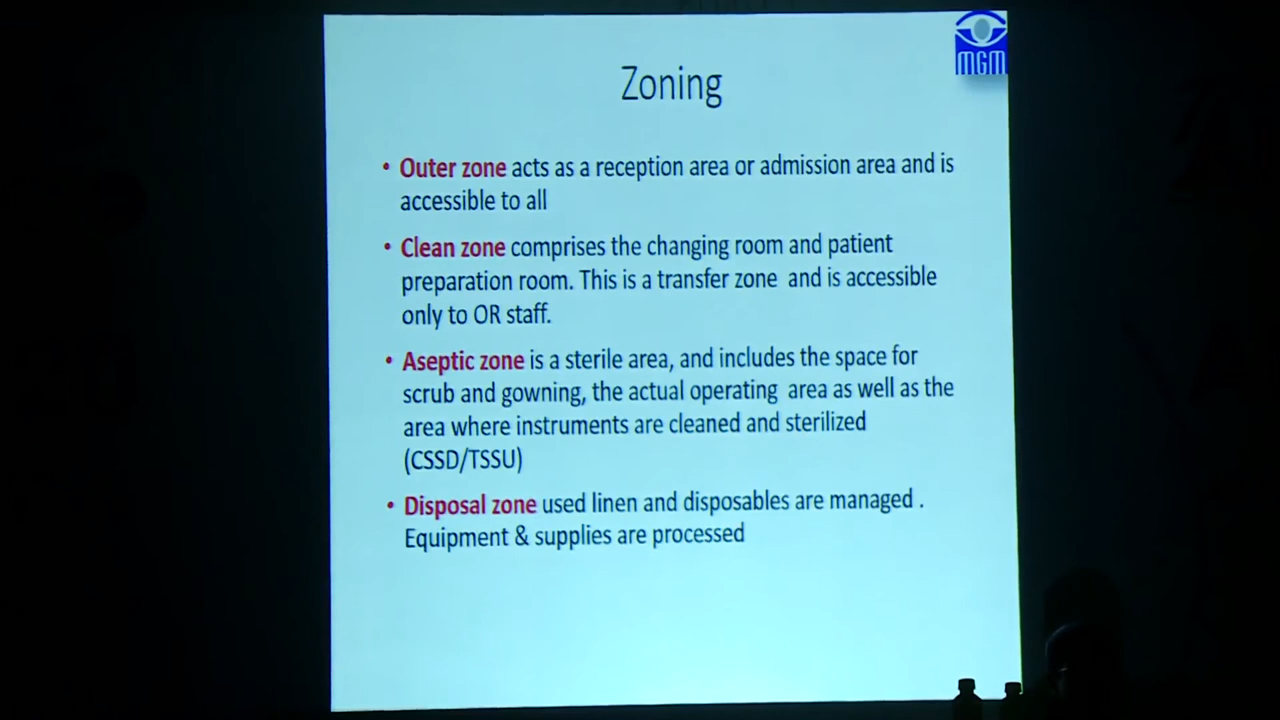 MGM
Zoning
• Outer zone acts as a reception area or admission area and is
accessible to all
• Clean zone comprises the changing room and patient
preparation room. This is a transfer zone and is accessible
only to OR staff.
• Aseptic zone is a sterile area, and includes the space for
scrub and gowning, the actual operating area as well as the
area where instruments are cleaned and sterilized
(CSSD/TSSU)
• Disposal zone used linen and disposables are managed .
Equipment & supplies are processed